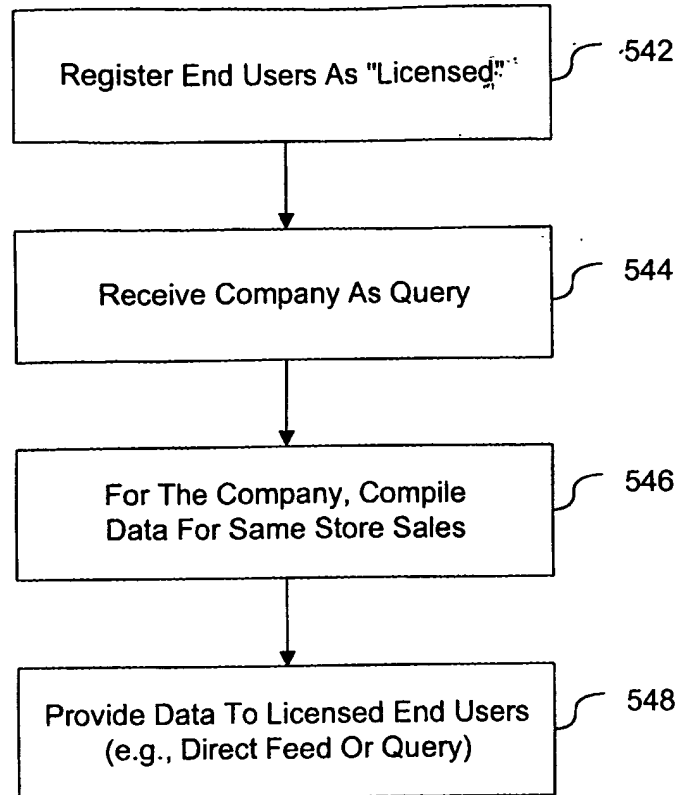 Register End Users As "Licensed"
542
Receive Company As Query
544
For The Company, Compile
Data For Same Store Sales
546
Provide Data To Licensed End Users
(e.g., Direct Feed Or Query)
548